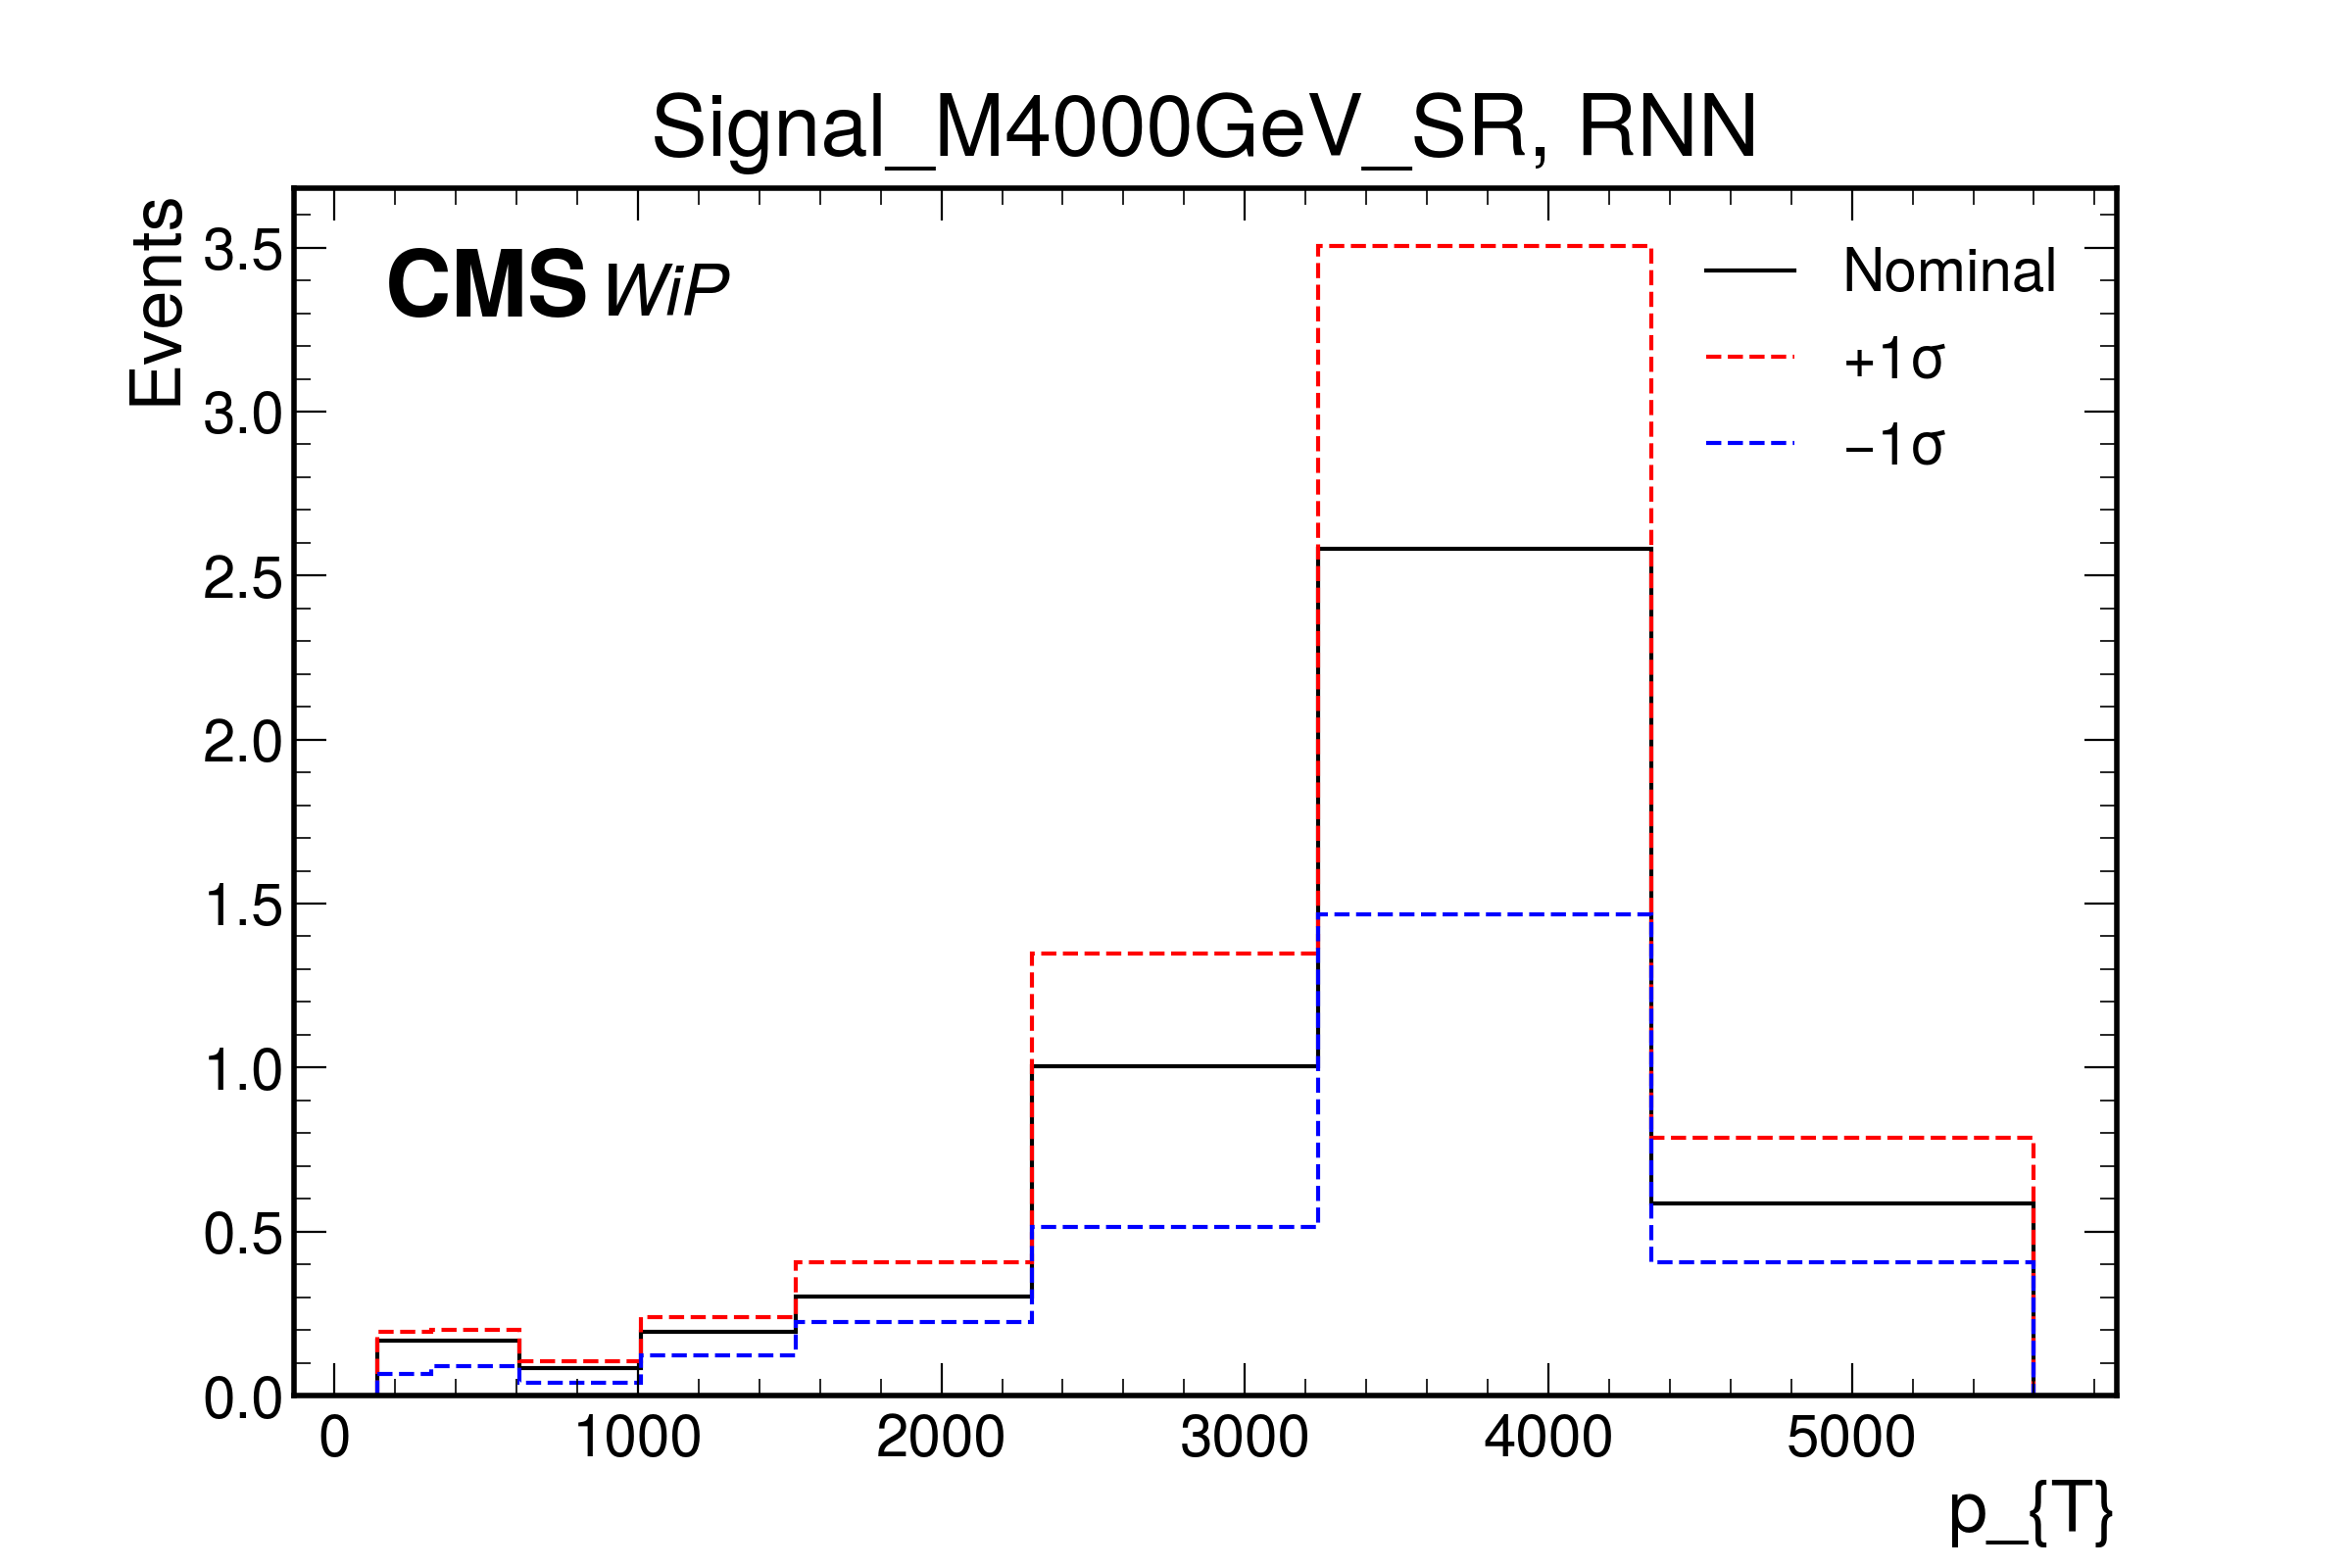 Signal_M4000GeV_SR, RNN
Events
CMS WiP
Nominal
+1σ
−1σ
3.5
3.0
2.5
2.0
1.5
1.0
0.5
0.0
0 1000 2000 3000 4000 5000
p_{T}